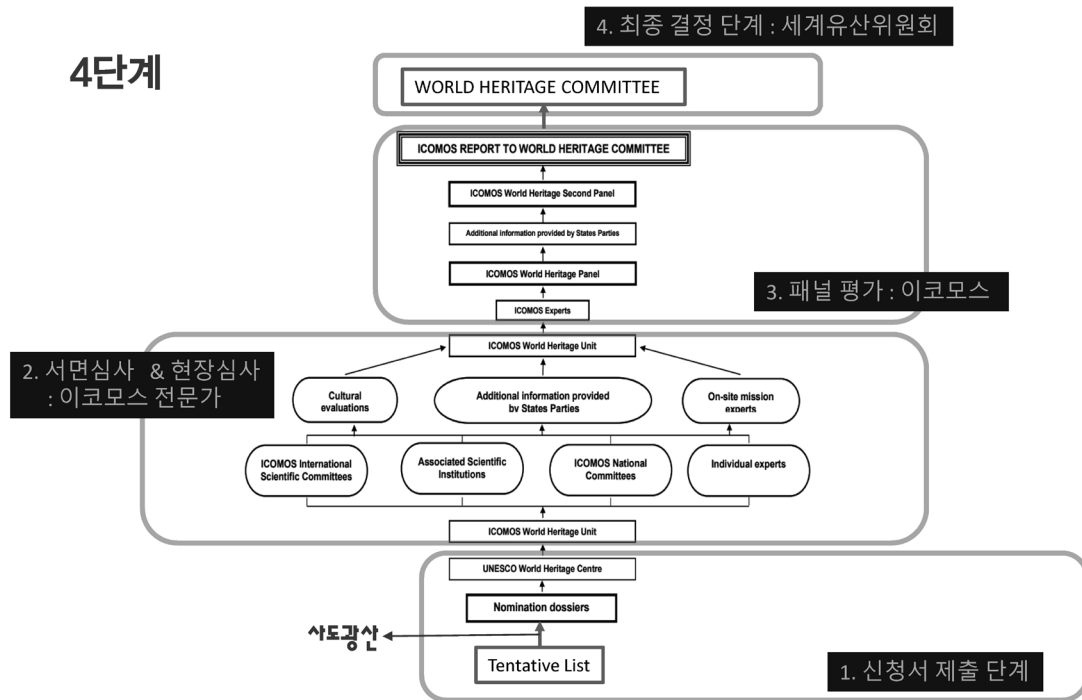 4. 최종 결정 단계 : 세계유산위원회
4단계
WORLD HERITAGE COMMITTEE
ICOMOS REPORT TO WORLD HERITAGE COMMITTEE
ICOMOS World Heritage Second Panel
Additional information provided by States Parties
ICOMOS World Heritage Panel
3. 패널 평가 : 이코모스
ICOMOS Experts
ICOMOS World Heritage Unit
2. 서면심사 & 현장심사
: 이코모스 전문가
Cultural
evaluations
Additional information provided
by States Parties
On-site mission
experts
ICOMOS International
Scientific Committees
Associated Scientific
Institutions
ICOMOS National
Committees
Individual experts
ICOMOS World Heritage Unit
UNESCO World Heritage Centre
Nomination dossiers
사도광산
Tentative List
1. 신청서 제출 단계